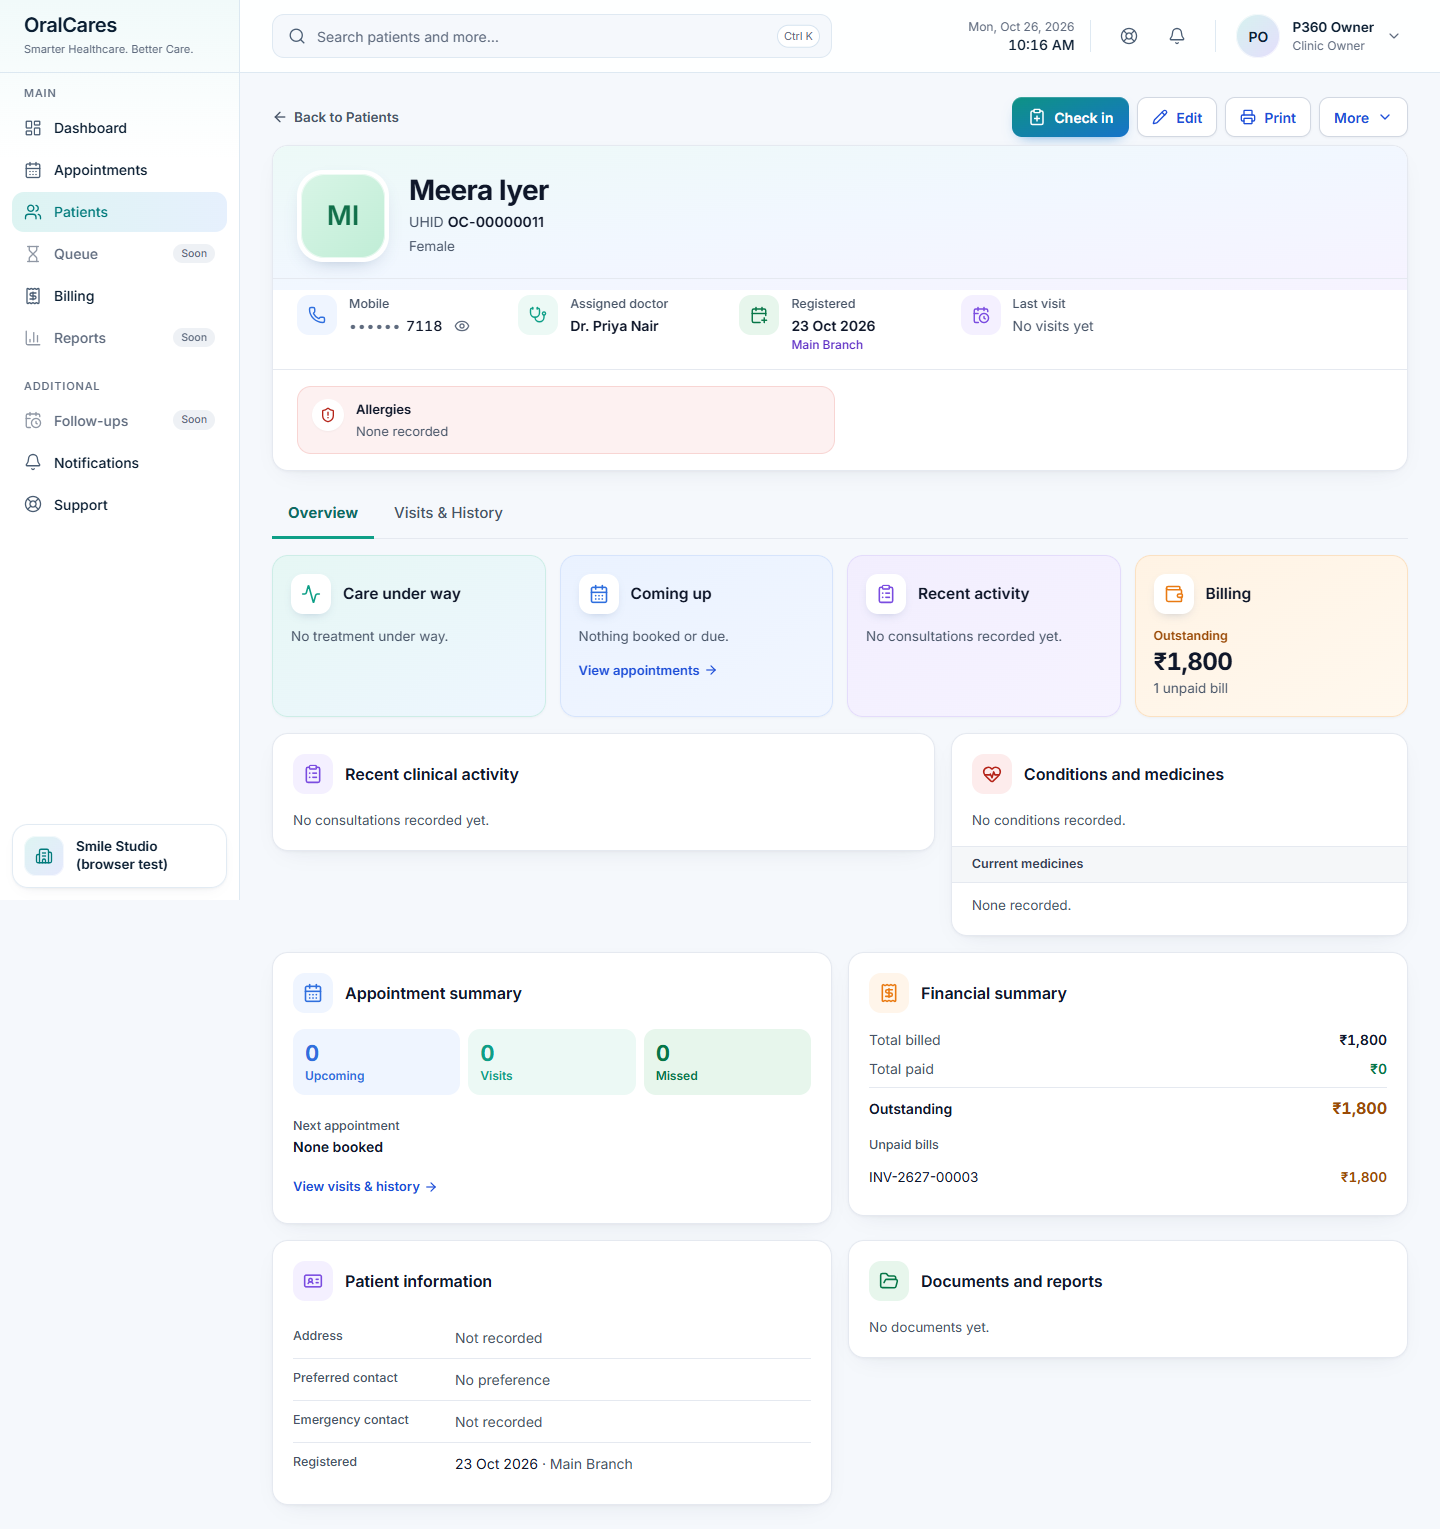 OralCares
Smarter Healthcare. Better Care.
Search patients and more...
Ctrl K
Mon, Oct 26, 2026
10:16 AM
PO
P360 Owner
Clinic Owner
MAIN
Dashboard
Appointments
Patients
Queue
Soon
Billing
Reports
Soon
ADDITIONAL
Follow-ups
Soon
Notifications
Support
Smile Studio
(browser test)
Back to Patients
Check in
Edit
Print
More
MI
Meera Iyer
UHID OC-00000011
Female
Mobile
•••••• 7118
Assigned doctor
Dr. Priya Nair
Registered
23 Oct 2026
Main Branch
Last visit
No visits yet
Allergies
None recorded
Overview
Visits & History
Care under way
No treatment under way.
Coming up
Nothing booked or due.
View appointments →
Recent activity
No consultations recorded yet.
Billing
Outstanding
₹1,800
1 unpaid bill
Recent clinical activity
No consultations recorded yet.
Conditions and medicines
No conditions recorded.
Current medicines
None recorded.
Appointment summary
0
Upcoming
0
Visits
0
Missed
Next appointment
None booked
View visits & history →
Financial summary
Total billed ₹1,800
Total paid ₹0
Outstanding ₹1,800
Unpaid bills
INV-2627-00003 ₹1,800
Patient information
Address Not recorded
Preferred contact No preference
Emergency contact Not recorded
Registered 23 Oct 2026 · Main Branch
Documents and reports
No documents yet.